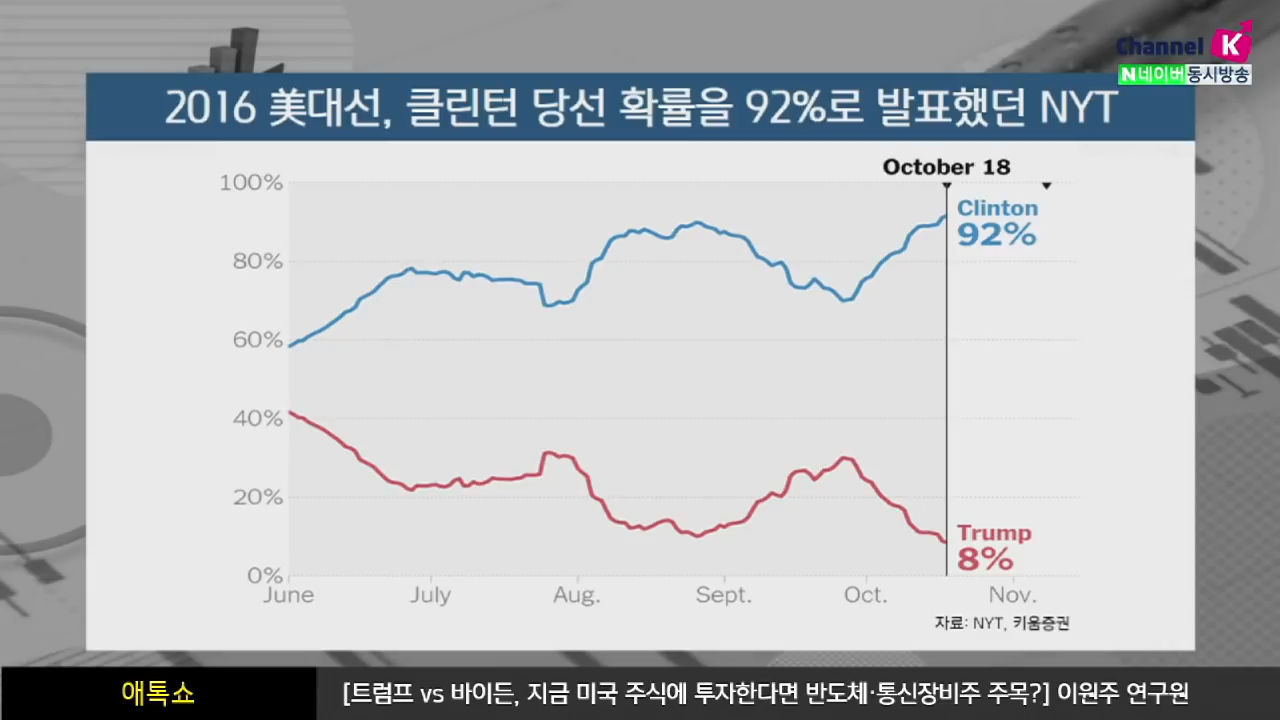 Channel K
N네이버 동시방송
2016 美대선, 클린턴 당선 확률을 92%로 발표했던 NYT
October 18
100%
80%
60%
40%
20%
0%
Clinton
92%
Trump
8%
June July Aug. Sept. Oct. Nov.
자료: NYT, 키움증권
애톡쇼
[트럼프 vs 바이든, 지금 미국 주식에 투자한다면 반도체·통신장비주 주목?] 이원주 연구원